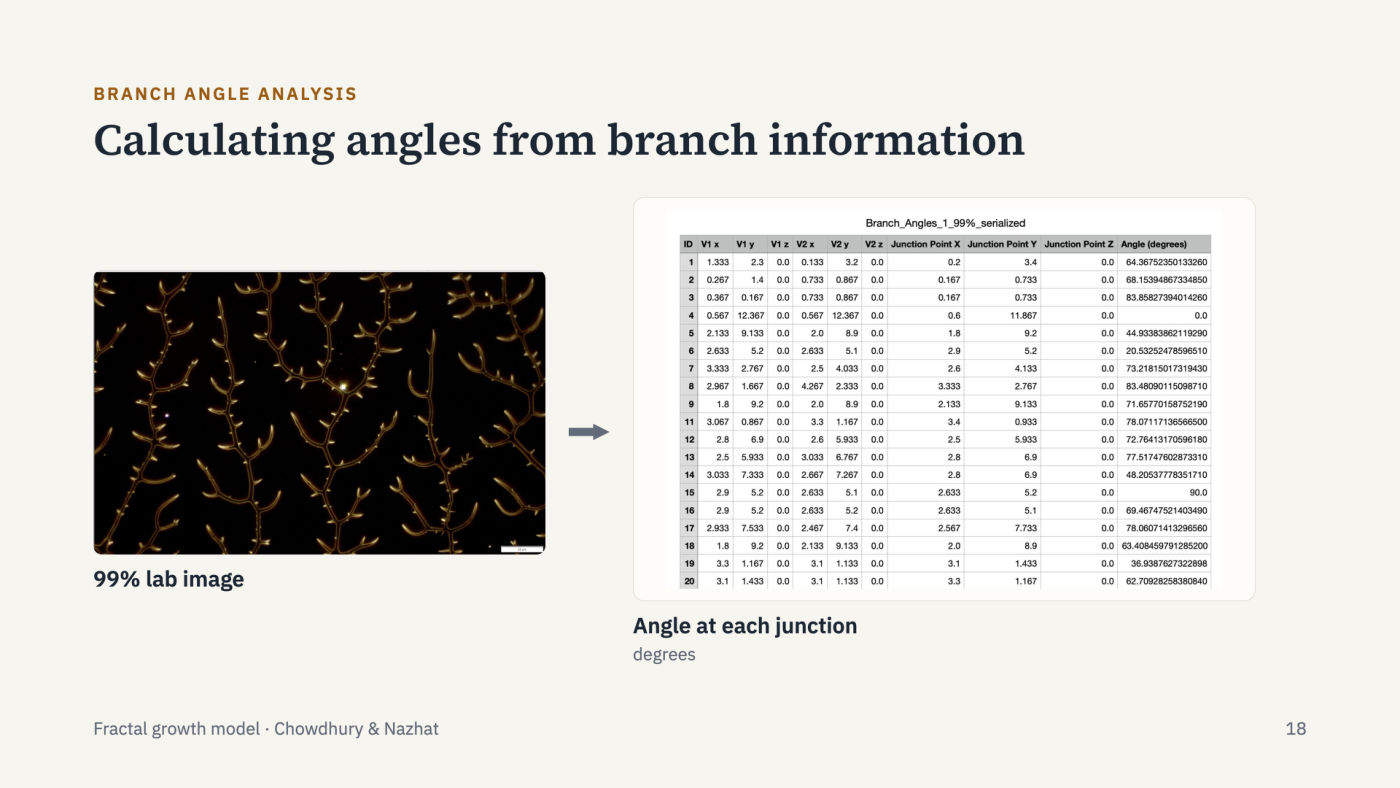 BRANCH ANGLE ANALYSIS
Calculating angles from branch information
Branch_Angles_1_99%_serialized
ID V1 x V1 y V1 z V2 x V2 y V2 z Junction Point X Junction Point Y Junction Point Z Angle (degrees)
1 1.333 2.3 0.0 0.133 3.2 0.0 0.2 3.4 0.0 64.36752350133260
2 0.267 1.4 0.0 0.733 0.867 0.0 0.167 0.733 0.0 68.15394867334850
3 0.367 0.167 0.0 0.733 0.867 0.0 0.167 0.733 0.0 83.85827394014260
4 0.567 12.367 0.0 0.567 12.367 0.0 0.6 11.867 0.0 0.0
5 2.133 9.133 0.0 2.0 8.9 0.0 1.8 9.2 0.0 44.93383862119290
6 2.633 5.2 0.0 2.633 5.1 0.0 2.9 5.2 0.0 20.53252478596510
7 3.333 2.767 0.0 2.5 4.033 0.0 2.6 4.133 0.0 73.21815017319430
8 2.967 1.667 0.0 4.267 2.333 0.0 3.333 2.767 0.0 83.48090115098710
9 1.8 9.2 0.0 2.0 8.9 0.0 2.133 9.133 0.0 71.65770158752190
11 3.067 0.867 0.0 3.3 1.167 0.0 3.4 0.933 0.0 78.07117136566500
12 2.8 6.9 0.0 2.6 5.933 0.0 2.5 5.933 0.0 72.76413170596180
13 2.5 5.933 0.0 3.033 6.767 0.0 2.8 6.9 0.0 77.51747602873310
14 3.033 7.333 0.0 2.667 7.267 0.0 2.8 6.9 0.0 48.20537778351710
15 2.9 5.2 0.0 2.633 5.1 0.0 2.633 5.2 0.0 90.0
16 2.9 5.2 0.0 2.633 5.2 0.0 2.633 5.1 0.0 69.46747521403490
17 2.933 7.533 0.0 2.467 7.4 0.0 2.567 7.733 0.0 78.06071413296560
18 1.8 9.2 0.0 2.133 9.133 0.0 2.0 8.9 0.0 63.408459791285200
19 3.3 1.167 0.0 3.1 1.133 0.0 3.1 1.433 0.0 36.9387627322898
20 3.1 1.433 0.0 3.1 1.133 0.0 3.3 1.167 0.0 62.70928258380840
99% lab image
Angle at each junction
degrees
Fractal growth model · Chowdhury & Nazhat
18